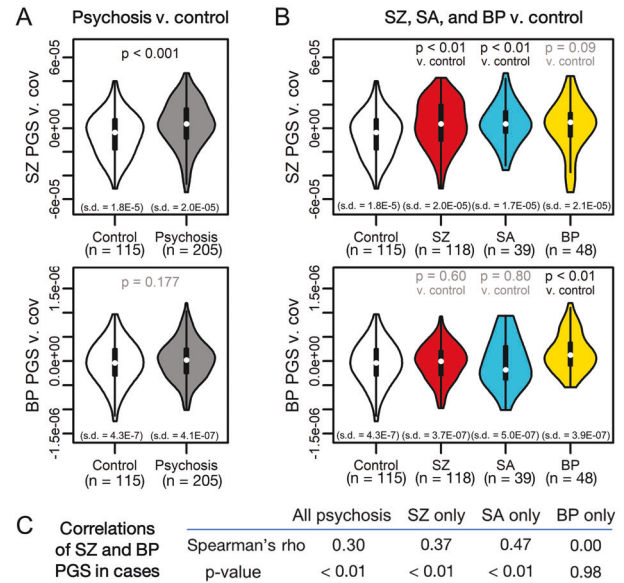 A
Psychosis v. control
SZ PGS v. cov
6e-05
0e+00
-6e-05
p < 0.001
(s.d. = 1.8E-5) (s.d. = 2.0E-05)
Control Psychosis
(n = 115) (n = 205)
BP PGS v. cov
1.5e-06
0.0e+00
-1.5e-06
p = 0.177
(s.d. = 4.3E-7) (s.d. = 4.1E-07)
Control Psychosis
(n = 115) (n = 205)
B
SZ, SA, and BP v. control
SZ PGS v. cov
6e-05
0e+00
-6e-05
p < 0.01 p < 0.01 p = 0.09
v. control v. control v. control
(s.d. = 1.8E-5) (s.d. = 2.0E-05) (s.d. = 1.7E-05) (s.d. = 2.1E-05)
Control SZ SA BP
(n = 115) (n = 118) (n = 39) (n = 48)
BP PGS v. cov
1.5e-06
0.0e+00
-1.5e-06
p = 0.60 p = 0.80 p < 0.01
v. control v. control v. control
(s.d. = 4.3E-7) (s.d. = 3.7E-07) (s.d. = 5.0E-07) (s.d. = 3.9E-07)
Control SZ SA BP
(n = 115) (n = 118) (n = 39) (n = 48)
C
Correlations
of SZ and BP
PGS in cases
All psychosis SZ only SA only BP only
Spearman's rho 0.30 0.37 0.47 0.00
p-value < 0.01 < 0.01 < 0.01 0.98